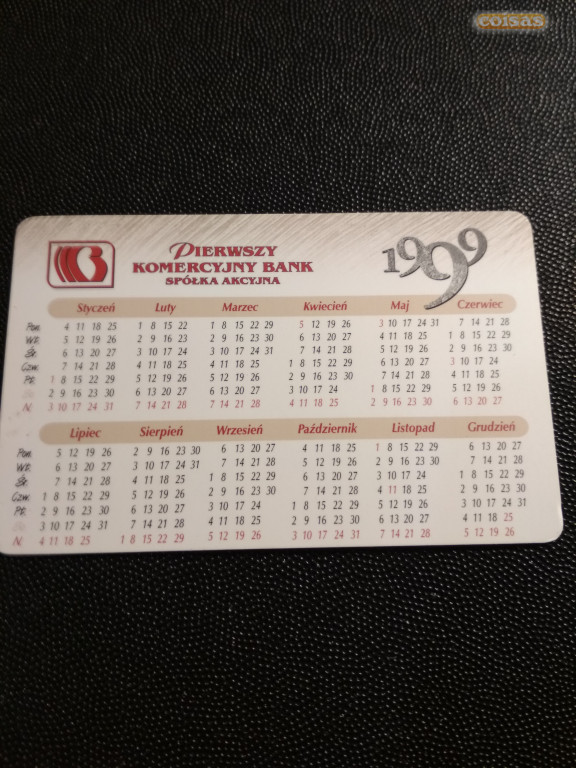 coisas
PIERWSZY
KOMERCYJNY BANK
SPÓŁKA AKCYJNA
1999
Styczeń Luty Marzec Kwiecień Maj Czerwiec
Pon. 4 11 18 25 1 8 15 22 1 8 15 22 29 5 12 19 26 3 10 17 24 31 7 14 21 28
Wt. 5 12 19 26 2 9 16 23 2 9 16 23 30 6 13 20 27 4 11 18 25 1 8 15 22 29
Śr. 6 13 20 27 3 10 17 24 3 10 17 24 31 7 14 21 28 5 12 19 26 2 9 16 23 30
Czw. 7 14 21 28 4 11 18 25 4 11 18 25 1 8 15 22 29 6 13 20 27 3 10 17 24
Pt. 1 8 15 22 29 5 12 19 26 5 12 19 26 2 9 16 23 30 7 14 21 28 4 11 18 25
2 9 16 23 30 6 13 20 27 6 13 20 27 3 10 17 24 1 8 15 22 29 5 12 19 26
N. 3 10 17 24 31 7 14 21 28 7 14 21 28 4 11 18 25 2 9 16 23 30 6 13 20 27
Lipiec Sierpień Wrzesień Październik Listopad Grudzień
Pon. 5 12 19 26 2 9 16 23 30 6 13 20 27 4 11 18 25 1 8 15 22 29 6 13 20 27
Wt. 6 13 20 27 3 10 17 24 31 7 14 21 28 5 12 19 26 2 9 16 23 30 7 14 21 28
Śr. 7 14 21 28 4 11 18 25 1 8 15 22 29 6 13 20 27 3 10 17 24 1 8 15 22 29
Czw. 1 8 15 22 29 5 12 19 26 2 9 16 23 30 7 14 21 28 4 11 18 25 2 9 16 23 30
Pt. 2 9 16 23 30 6 13 20 27 3 10 17 24 1 8 15 22 29 5 12 19 26 3 10 17 24 31
3 10 17 24 31 7 14 21 28 4 11 18 25 2 9 16 23 30 6 13 20 27 4 11 18 25
N. 4 11 18 25 1 8 15 22 29 5 12 19 26 3 10 17 24 31 7 14 21 28 5 12 19 26